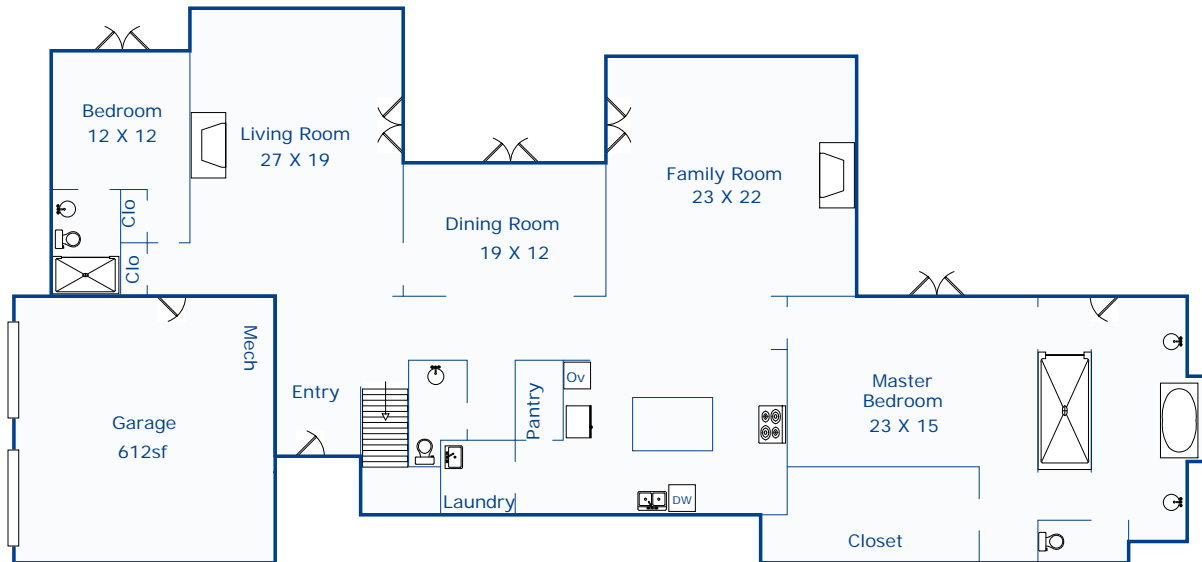 Bedroom
12 X 12
Living Room
27 X 19
Family Room
23 X 22
Dining Room
19 X 12
Clo
Clo
Mech
Entry
Garage
612sf
Pantry
Ov
Master
Bedroom
23 X 15
Laundry
DW
Closet